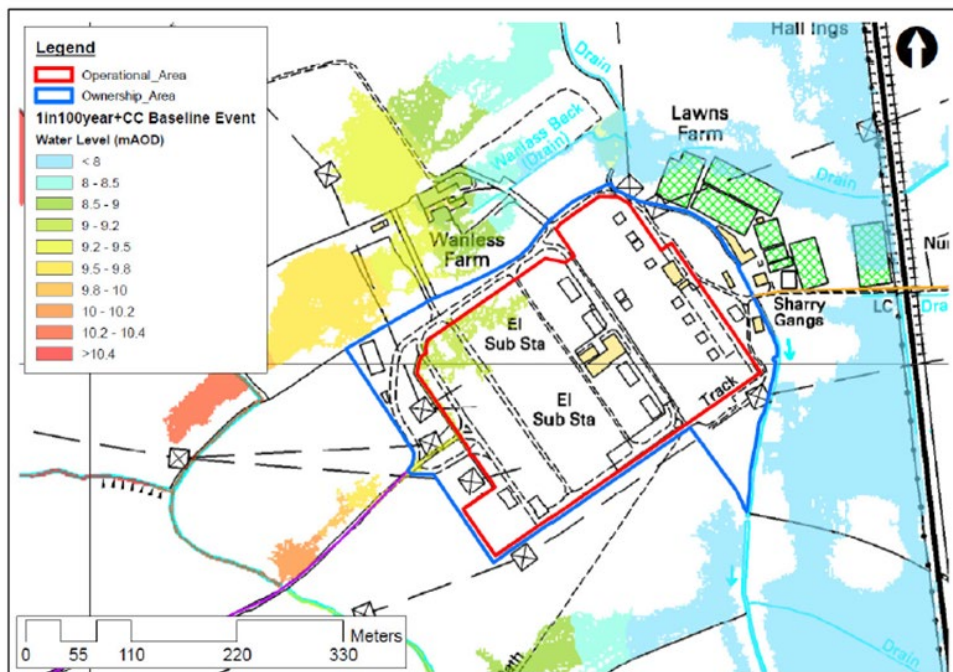 Legend
Operational_Area
Ownership_Area
1in100year+CC Baseline Event
Water Level (mAOD)
< 8
8 - 8.5
8.5 - 9
9 - 9.2
9.2 - 9.5
9.5 - 9.8
9.8 - 10
10 - 10.2
10.2 - 10.4
>10.4
Hall Ings
Drain
Lawns
Farm
Wanless Beck
(Drain)
Drain
Wanless
Farm
Nur
Sharry
Gangs
LC
Drai
El
Sub Sta
El
Sub Sta
Track
Drain
ath
Meters
0 55 110 220 330